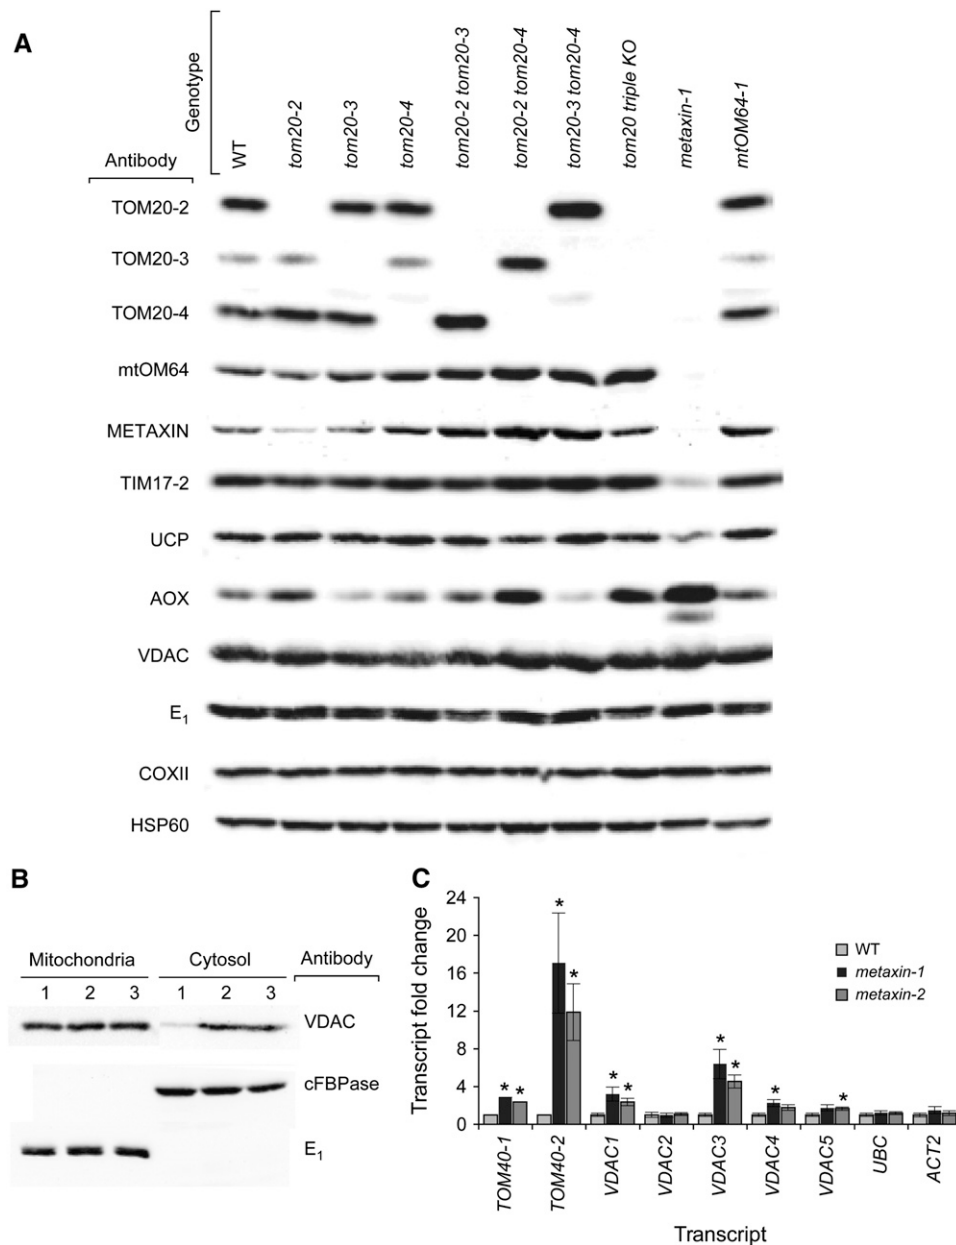 A
Genotype
WT
tom20-2
tom20-3
tom20-4
tom20-2 tom20-3
tom20-2 tom20-4
tom20-3 tom20-4
tom20 triple KO
metaxin-1
mtOM64-1
Antibody
TOM20-2
TOM20-3
TOM20-4
mtOM64
METAXIN
TIM17-2
UCP
AOX
VDAC
E1
COXII
HSP60
B
Mitochondria Cytosol Antibody
1 2 3 1 2 3
VDAC
cFBPase
E1
C
Transcript fold change
24
20
16
12
8
4
0
* * * * * * * * * *
WT
metaxin-1
metaxin-2
TOM40-1
TOM40-2
VDAC1
VDAC2
VDAC3
VDAC4
VDAC5
UBC
ACT2
Transcript